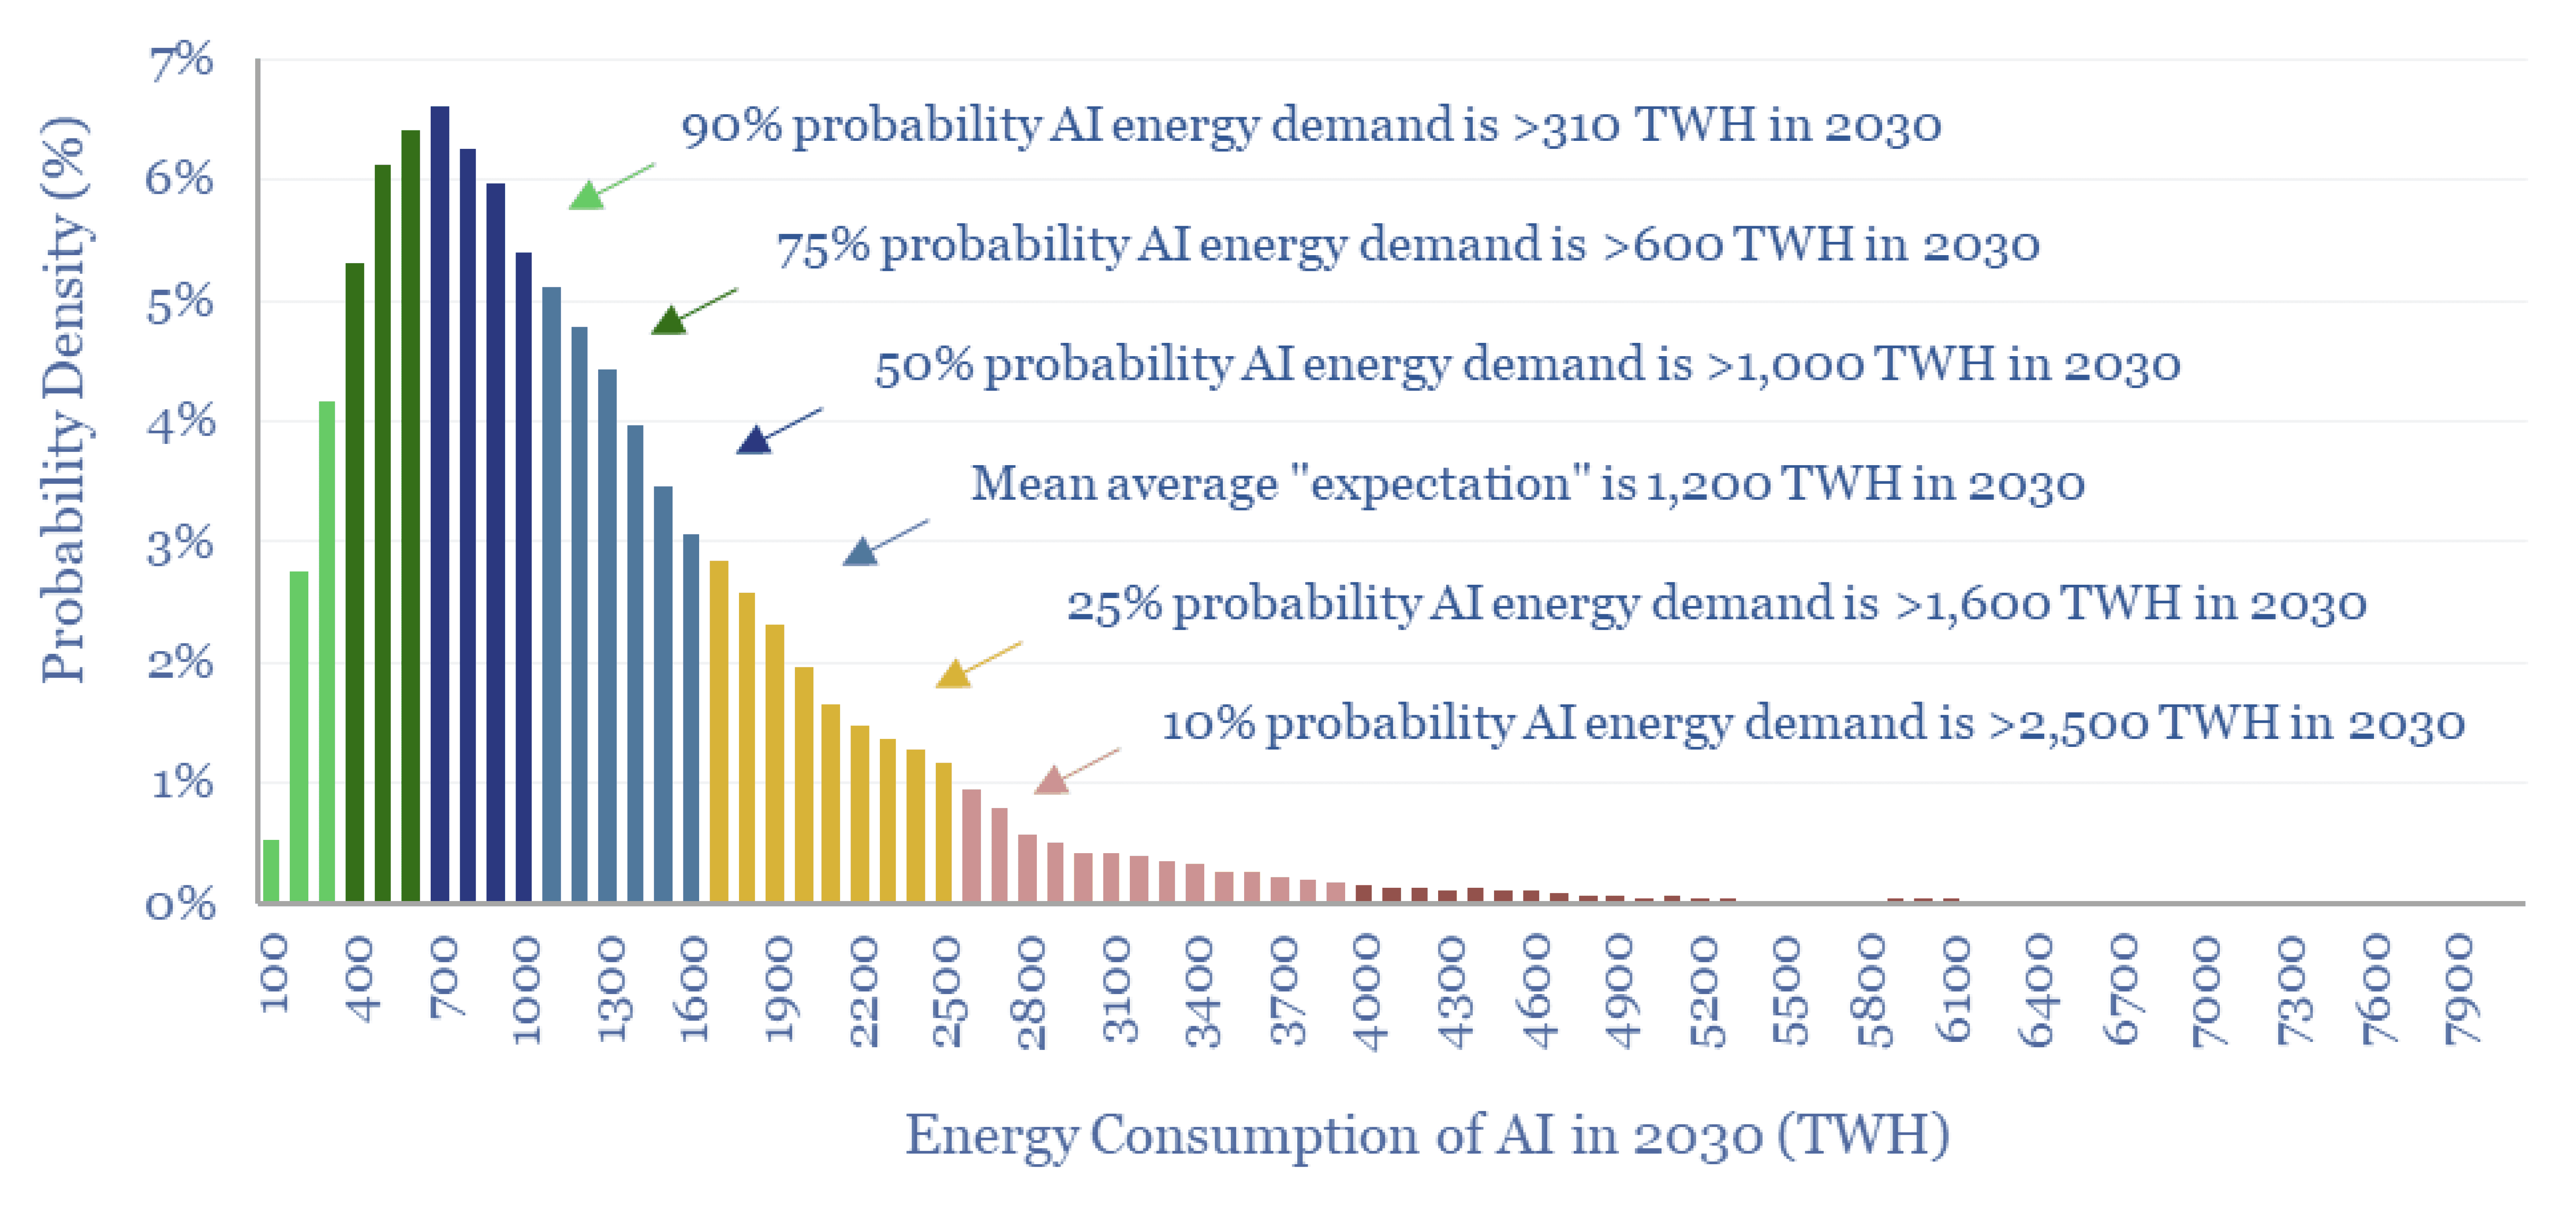 7%
90% probability AI energy demand is >310 TWH in 2030
6%
75% probability AI energy demand is >600 TWH in 2030
5%
50% probability AI energy demand is >1,000 TWH in 2030
4%
Mean average "expectation" is 1,200 TWH in 2030
3%
25% probability AI energy demand is >1,600 TWH in 2030
2%
10% probability AI energy demand is >2,500 TWH in 2030
1%
0%
Probability Density (%)
100 400 700 1000 1300 1600 1900 2200 2500 2800 3100 3400 3700 4000 4300 4600 4900 5200 5500 5800 6100 6400 6700 7000 7300 7600 7900
Energy Consumption of AI in 2030 (TWH)